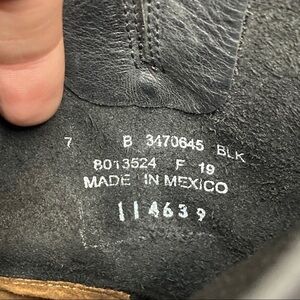 7 B 3470645 BLK
8013524 F 19
MADE IN MEXICO
114639